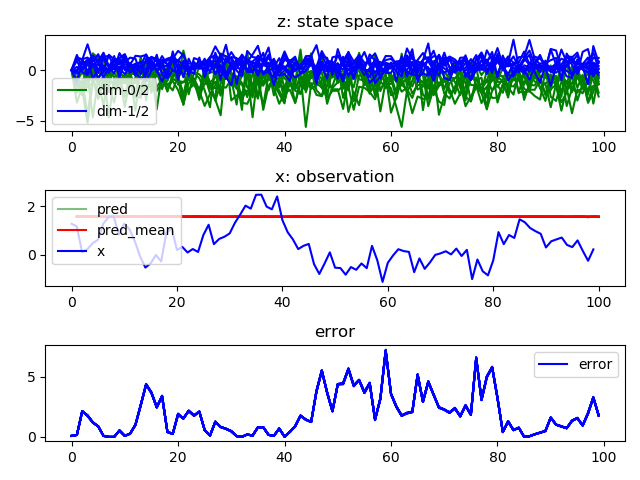 z: state space
0
−5
dim-0/2
dim-1/2
0 20 40 60 80 100
x: observation
2
0
pred
pred_mean
x
0 20 40 60 80 100
error
5
0
error
0 20 40 60 80 100